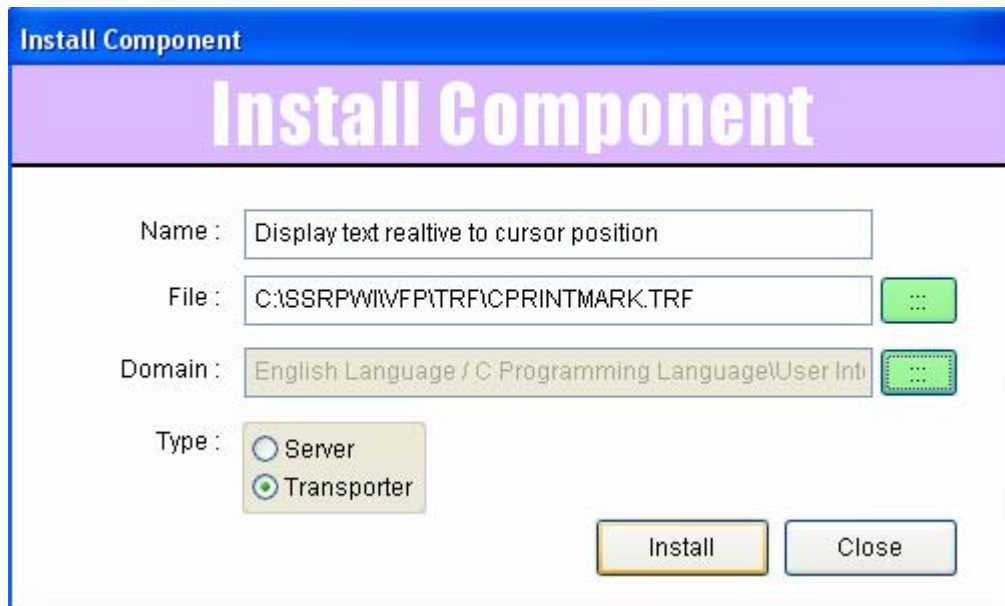 Install Component
Install Component
Name : Display text realtive to cursor position
File : C:\SSRPWI\VFP\TRF\CPRINTMARK.TRF :::
Domain : English Language / C Programming Language\User Inte :::
Type : Server
Transporter
Install Close